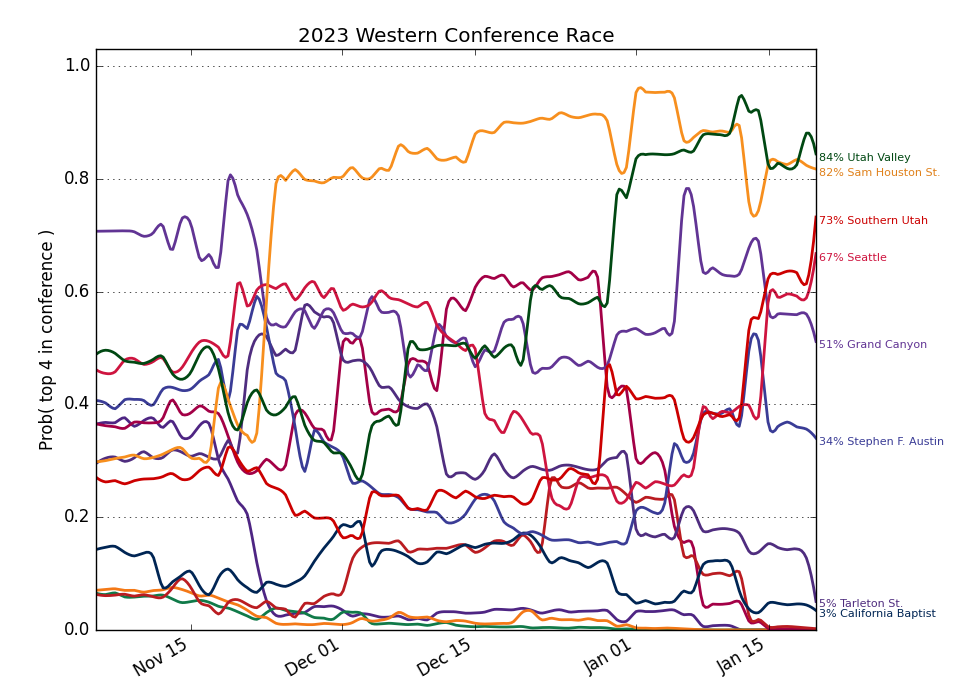 2023 Western Conference Race
Prob( top 4 in conference )
1.0
0.8
0.6
0.4
0.2
0.0
Nov 15
Dec 01
Dec 15
Jan 01
Jan 15
84% Utah Valley
82% Sam Houston St.
73% Southern Utah
67% Seattle
51% Grand Canyon
34% Stephen F. Austin
5% Tarleton St.
3% California Baptist